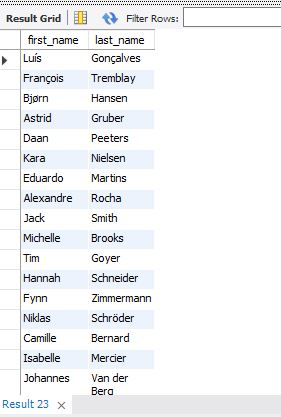 Result Grid Filter Rows:
first_name last_name
Luís Gonçalves
François Tremblay
Bjørn Hansen
Astrid Gruber
Daan Peeters
Kara Nielsen
Eduardo Martins
Alexandre Rocha
Jack Smith
Michelle Brooks
Tim Goyer
Hannah Schneider
Fynn Zimmermann
Niklas Schröder
Camille Bernard
Isabelle Mercier
Johannes Van der
Berg
Result 23 ×